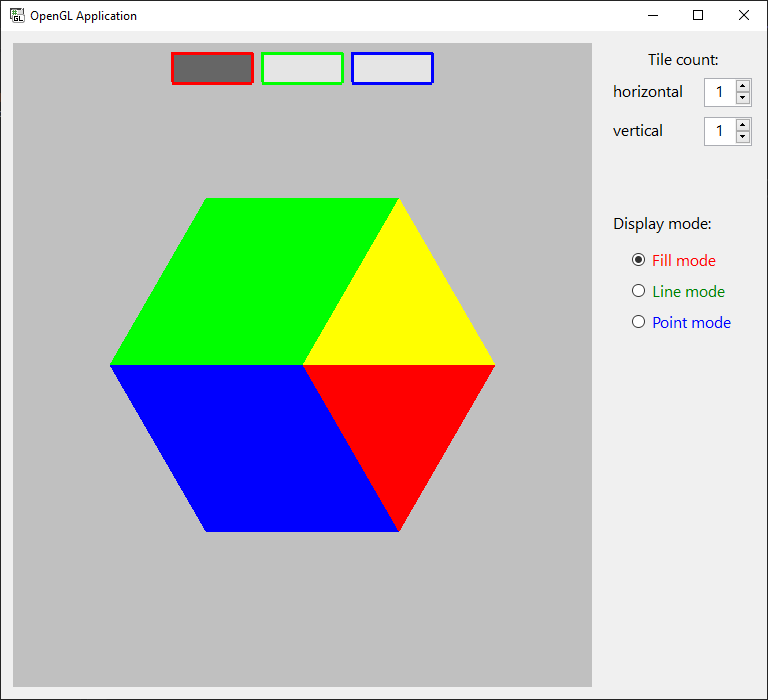 OpenGL Application
Tile count:
horizontal 1
vertical 1
Display mode:
Fill mode
Line mode
Point mode